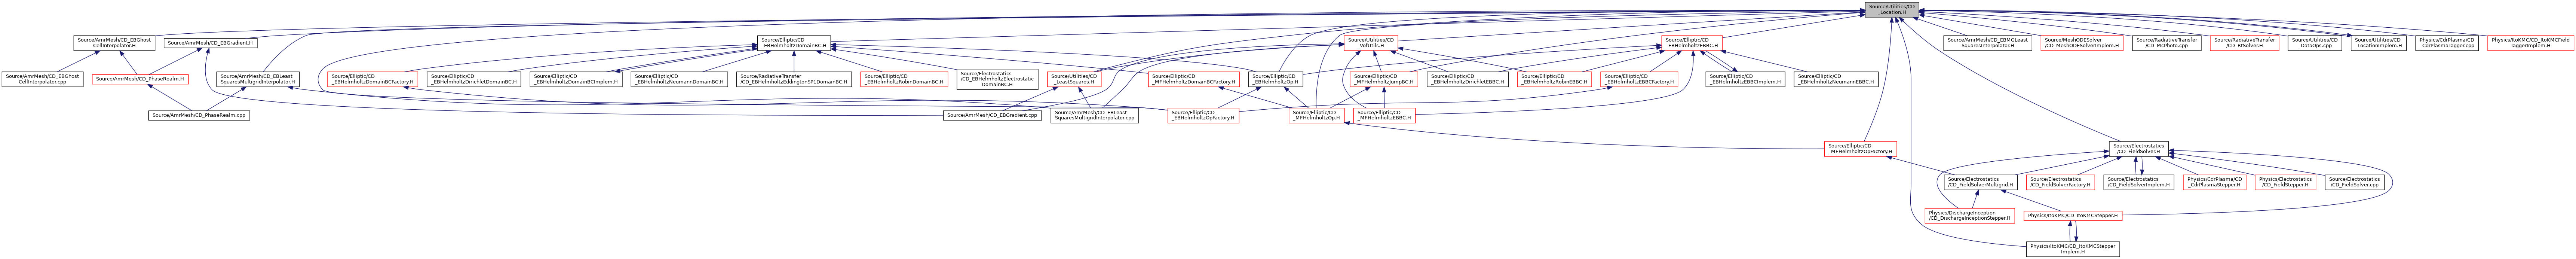 Source/Utilities/CD
_Location.H
Source/AmrMesh/CD_EBGhost
CellInterpolator.H
Source/AmrMesh/CD_EBGradient.H
Source/Elliptic/CD
_EBHelmholtzDomainBC.H
Source/Utilities/CD
_VofUtils.H
Source/Elliptic/CD
_EBHelmholtzEBBC.H
Source/AmrMesh/CD_EBMGLeast
SquaresInterpolator.H
Source/MeshODESolver
/CD_MeshODESolverImplem.H
Source/RadiativeTransfer
/CD_McPhoto.cpp
Source/RadiativeTransfer
/CD_RtSolver.H
Source/Utilities/CD
_DataOps.cpp
Source/Utilities/CD
_LocationImplem.H
Physics/CdrPlasma/CD
_CdrPlasmaTagger.cpp
Physics/ItoKMC/CD_ItoKMCField
TaggerImplem.H
Source/AmrMesh/CD_EBGhost
CellInterpolator.cpp
Source/AmrMesh/CD_PhaseRealm.H
Source/AmrMesh/CD_EBLeast
SquaresMultigridInterpolator.H
Source/Elliptic/CD
_EBHelmholtzDomainBCFactory.H
Source/Elliptic/CD
_EBHelmholtzDirichletDomainBC.H
Source/Elliptic/CD
_EBHelmholtzDomainBCImplem.H
Source/Elliptic/CD
_EBHelmholtzNeumannDomainBC.H
Source/RadiativeTransfer
/CD_EBHelmholtzEddingtonSP1DomainBC.H
Source/Elliptic/CD
_EBHelmholtzRobinDomainBC.H
Source/Electrostatics
/CD_EBHelmholtzElectrostatic
DomainBC.H
Source/Utilities/CD
_LeastSquares.H
Source/Elliptic/CD
_MFHelmholtzDomainBCFactory.H
Source/Elliptic/CD
_EBHelmholtzOp.H
Source/Elliptic/CD
_MFHelmholtzJumpBC.H
Source/Elliptic/CD
_EBHelmholtzDirichletEBBC.H
Source/Elliptic/CD
_EBHelmholtzRobinEBBC.H
Source/Elliptic/CD
_EBHelmholtzEBBCFactory.H
Source/Elliptic/CD
_EBHelmholtzEBBCImplem.H
Source/Elliptic/CD
_EBHelmholtzNeumannEBBC.H
Source/AmrMesh/CD_PhaseRealm.cpp
Source/AmrMesh/CD_EBGradient.cpp
Source/AmrMesh/CD_EBLeast
SquaresMultigridInterpolator.cpp
Source/Elliptic/CD
_EBHelmholtzOpFactory.H
Source/Elliptic/CD
_MFHelmholtzOp.H
Source/Elliptic/CD
_MFHelmholtzEBBC.H
Source/Elliptic/CD
_MFHelmholtzOpFactory.H
Source/Electrostatics
/CD_FieldSolver.H
Source/Electrostatics
/CD_FieldSolverMultigrid.H
Source/Electrostatics
/CD_FieldSolverFactory.H
Source/Electrostatics
/CD_FieldSolverImplem.H
Physics/CdrPlasma/CD
_CdrPlasmaStepper.H
Physics/Electrostatics
/CD_FieldStepper.H
Source/Electrostatics
/CD_FieldSolver.cpp
Physics/DischargeInception
/CD_DischargeInceptionStepper.H
Physics/ItoKMC/CD_ItoKMCStepper.H
Physics/ItoKMC/CD_ItoKMCStepper
Implem.H